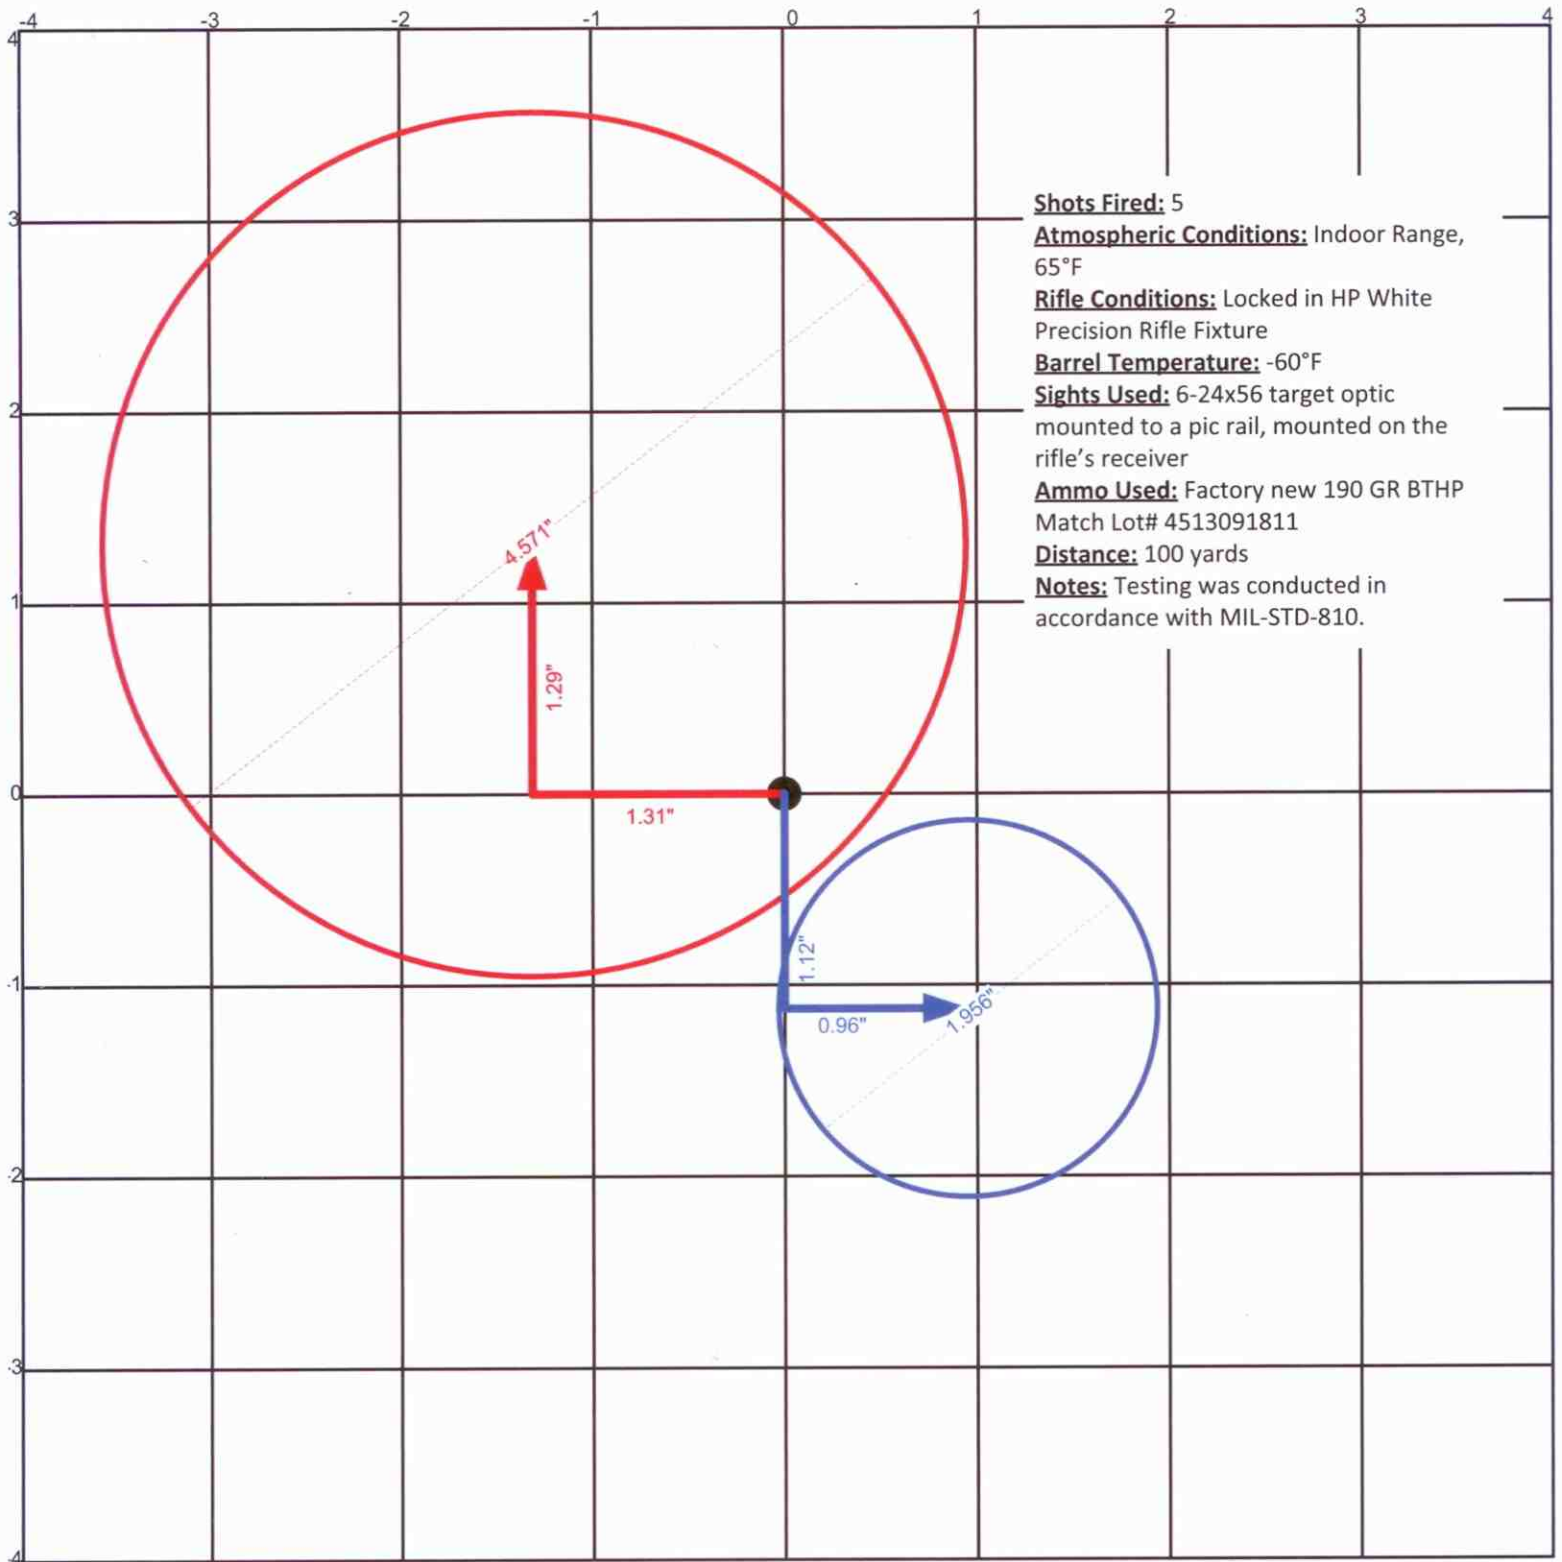 -4 -3 -2 -1 0 1 2 3 4
4
3
2
1
0
-1
-2
-3
-4
Shots Fired: 5
Atmospheric Conditions: Indoor Range,
65°F
Rifle Conditions: Locked in HP White
Precision Rifle Fixture
Barrel Temperature: -60°F
Sights Used: 6-24x56 target optic
mounted to a pic rail, mounted on the
rifle's receiver
Ammo Used: Factory new 190 GR BTHP
Match Lot# 4513091811
Distance: 100 yards
Notes: Testing was conducted in
accordance with MIL-STD-810.
4.571"
1.29"
1.31"
1.12"
0.96"
1.956"